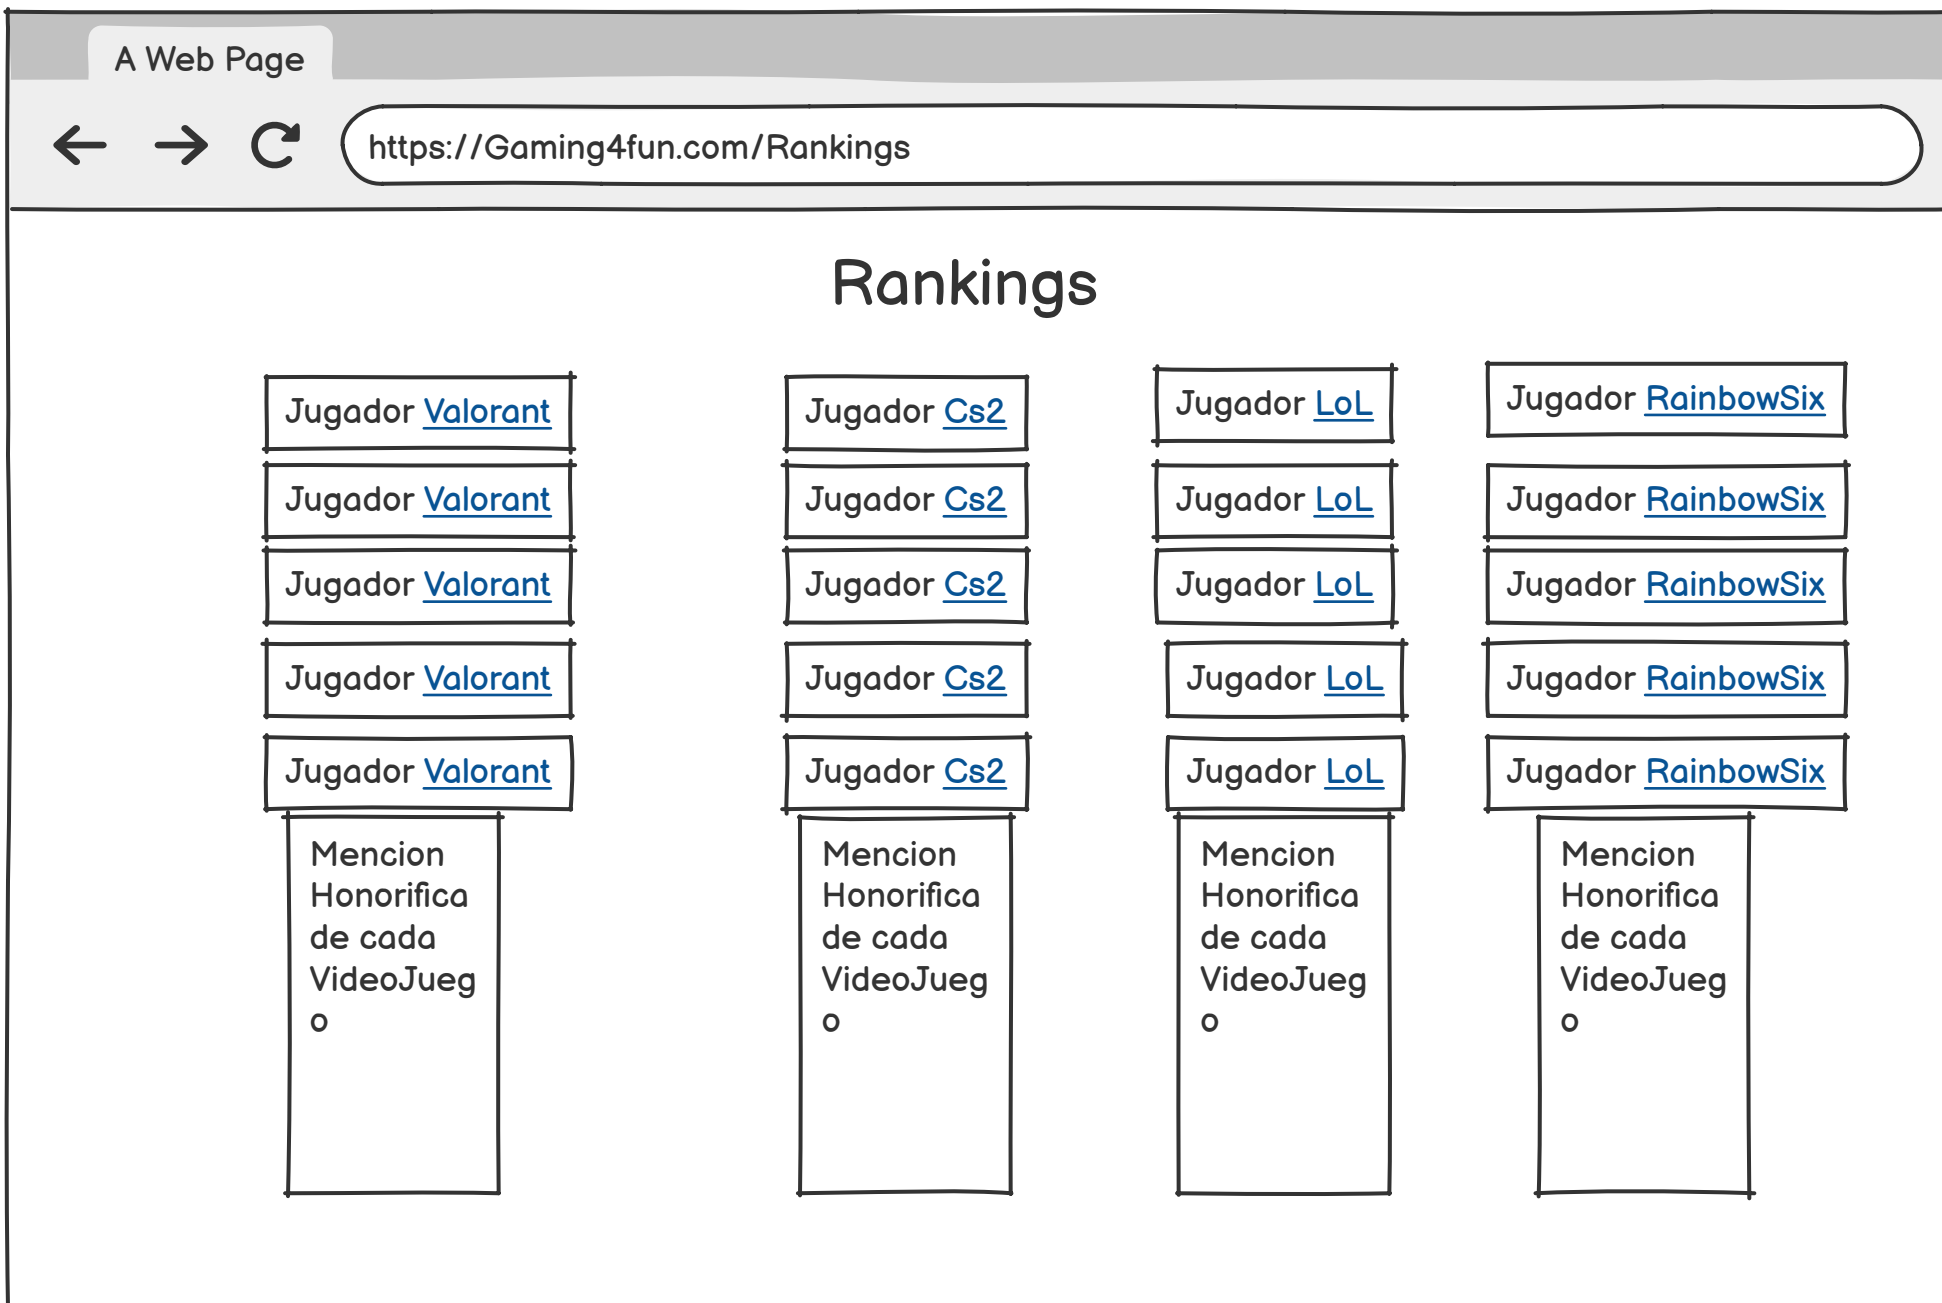 A Web Page
https://Gaming4fun.com/Rankings
Rankings
Jugador Valorant
Jugador Cs2
Jugador LoL
Jugador RainbowSix
Jugador Valorant
Jugador Cs2
Jugador LoL
Jugador RainbowSix
Jugador Valorant
Jugador Cs2
Jugador LoL
Jugador RainbowSix
Jugador Valorant
Jugador Cs2
Jugador LoL
Jugador RainbowSix
Jugador Valorant
Jugador Cs2
Jugador LoL
Jugador RainbowSix
Mencion
Honorifica
de cada
VideoJueg
o
Mencion
Honorifica
de cada
VideoJueg
o
Mencion
Honorifica
de cada
VideoJueg
o
Mencion
Honorifica
de cada
VideoJueg
o